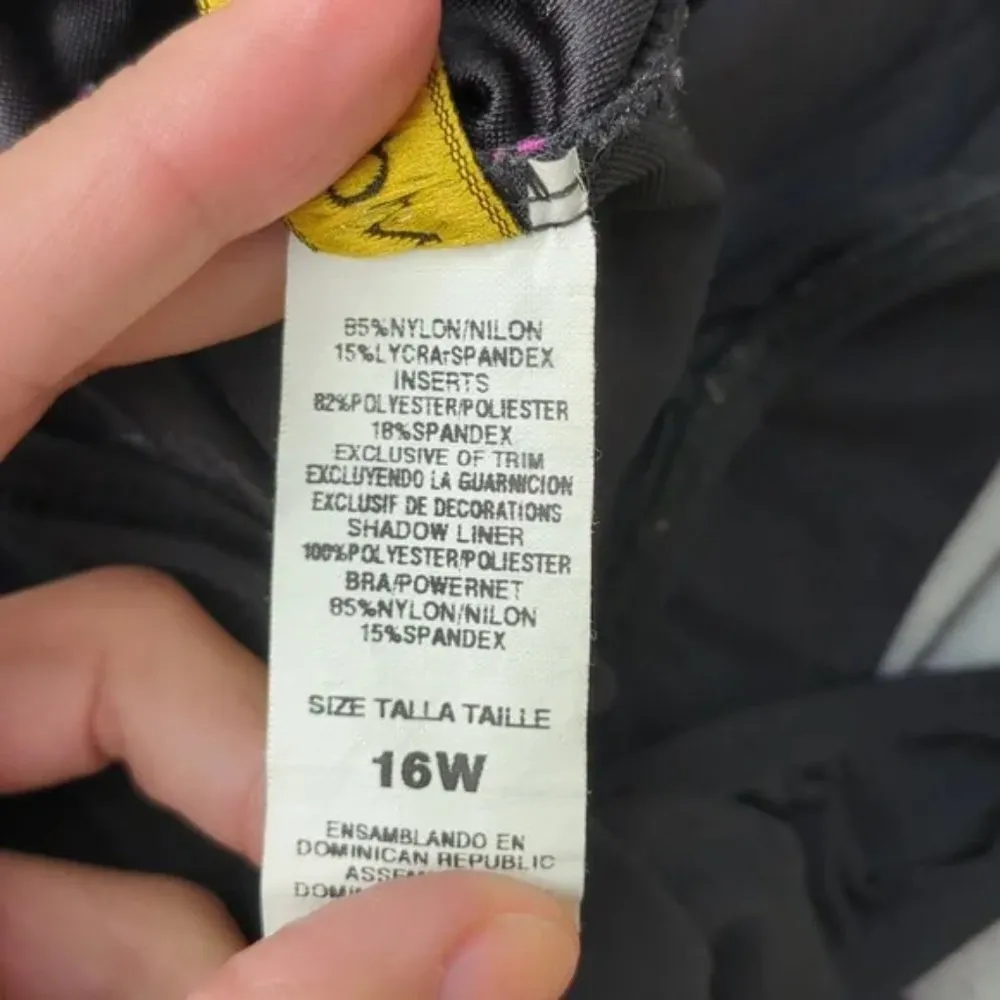 85%NYLON/NILON
15%LYCRA-SPANDEX
INSERTS
82%POLYESTER/POLIESTER
18%SPANDEX
EXCLUSIVE OF TRIM
EXCLUYENDO LA GUARNICION
EXCLUSIF DE DECORATIONS
SHADOW LINER
100%POLYESTER/POLIESTER
BRA/POWERNET
85%NYLON/NILON
15%SPANDEX
SIZE TALLA TAILLE
16W
ENSAMBLANDO EN
DOMINICAN REPUBLIC